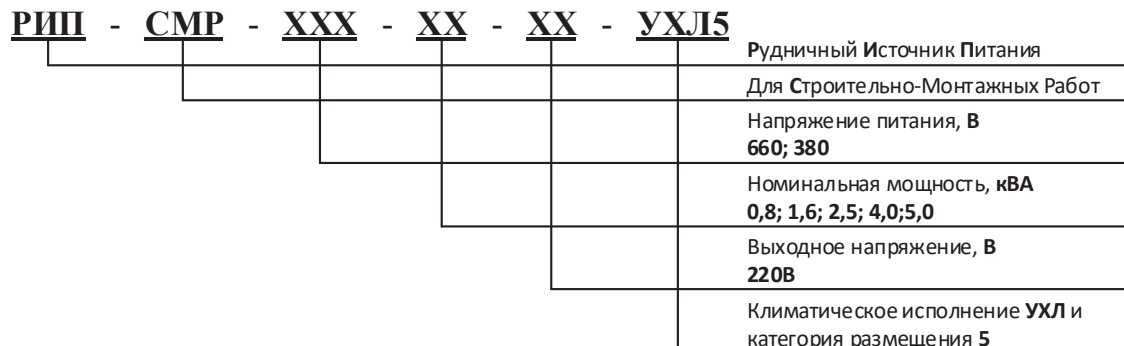 РИП - СМР - ХХХ - ХХ - ХХ - УХЛ5
Рудничный Источник Питания
Для Строительно-Монтажных Работ
Напряжение питания, В
660; 380
Номинальная мощность, кВА
0,8; 1,6; 2,5; 4,0;5,0
Выходное напряжение, В
220В
Климатическое исполнение УХЛ и
категория размещения 5